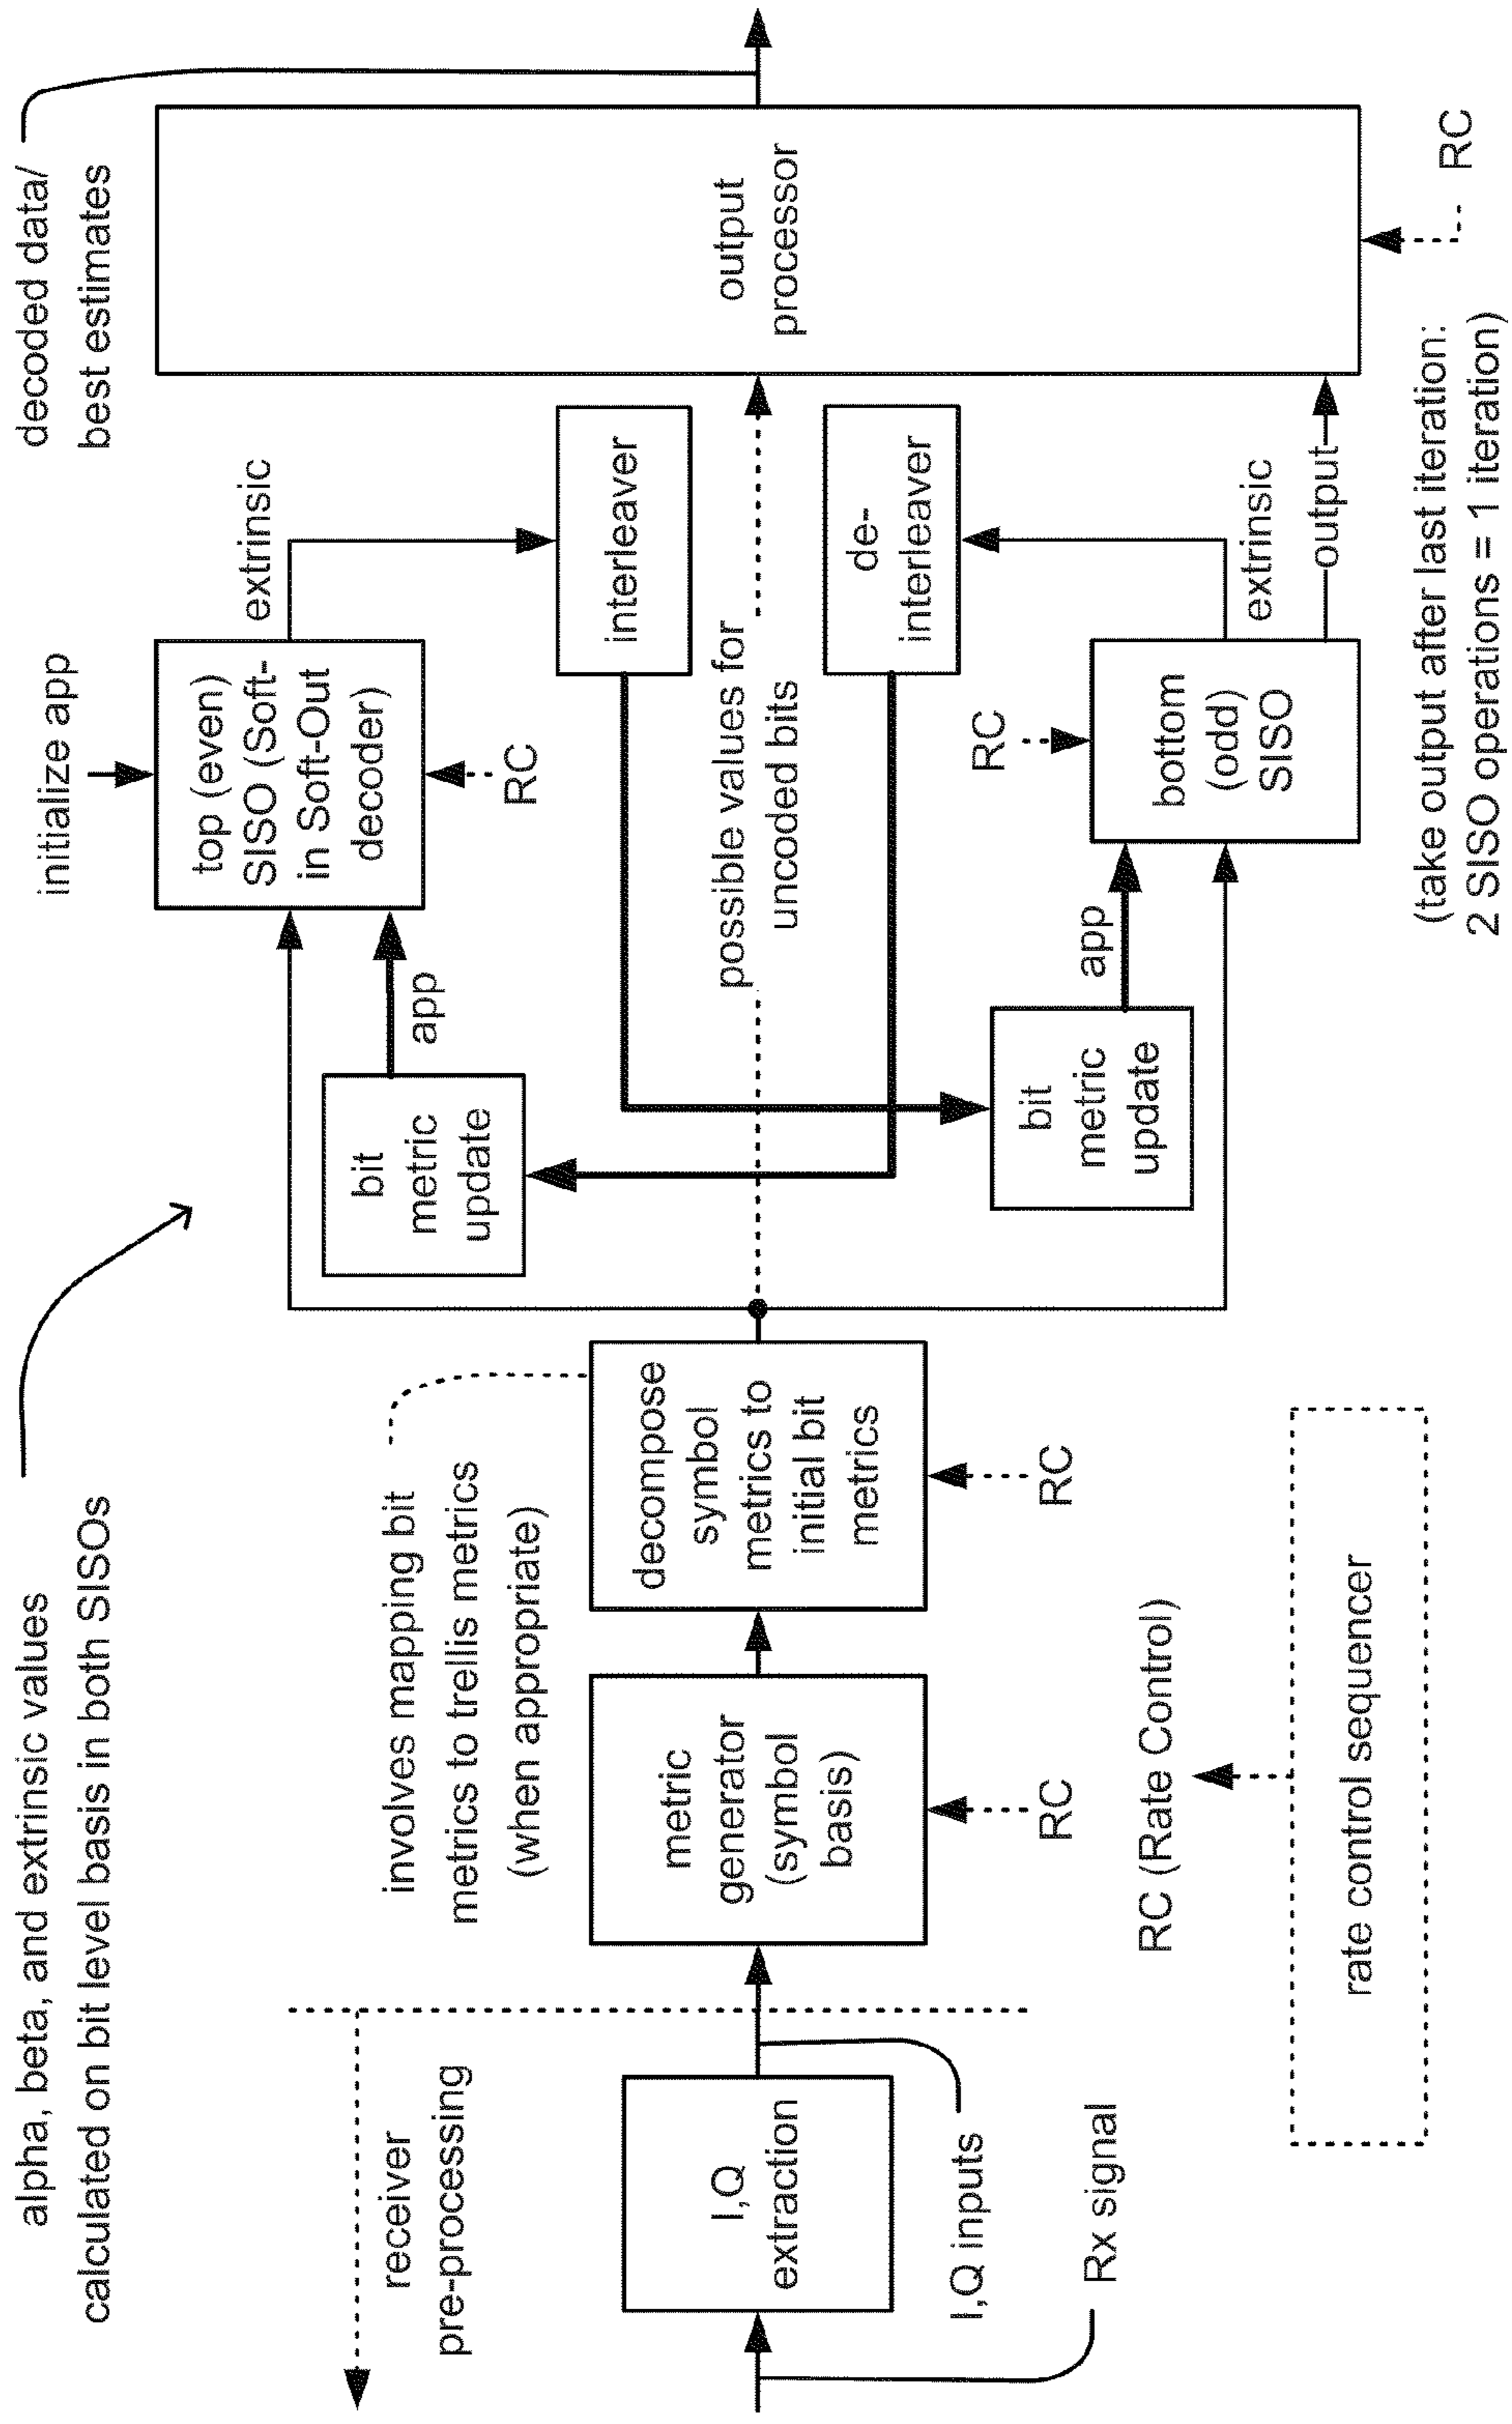 alpha, beta, and extrinsic values
calculated on bit level basis in both SISOs
decoded data/
best estimates
initialize app
receiver
pre-processing
involves mapping bit
metrics to trellis metrics
(when appropriate)
bit
metric
update
app
top (even)
SISO (Soft-
in Soft-Out
decoder)
RC
extrinsic
interleaver
I,Q
extraction
metric
generator
(symbol
basis)
decompose
symbol
metrics to
initial bit
metrics
possible values for
uncoded bits
output
processor
de-
interleaver
I,Q inputs
Rx signal
RC
RC
bit
metric
update
app
RC
bottom
(odd)
SISO
extrinsic
output
RC
RC (Rate Control)
rate control sequencer
(take output after last iteration:
2 SISO operations = 1 iteration)